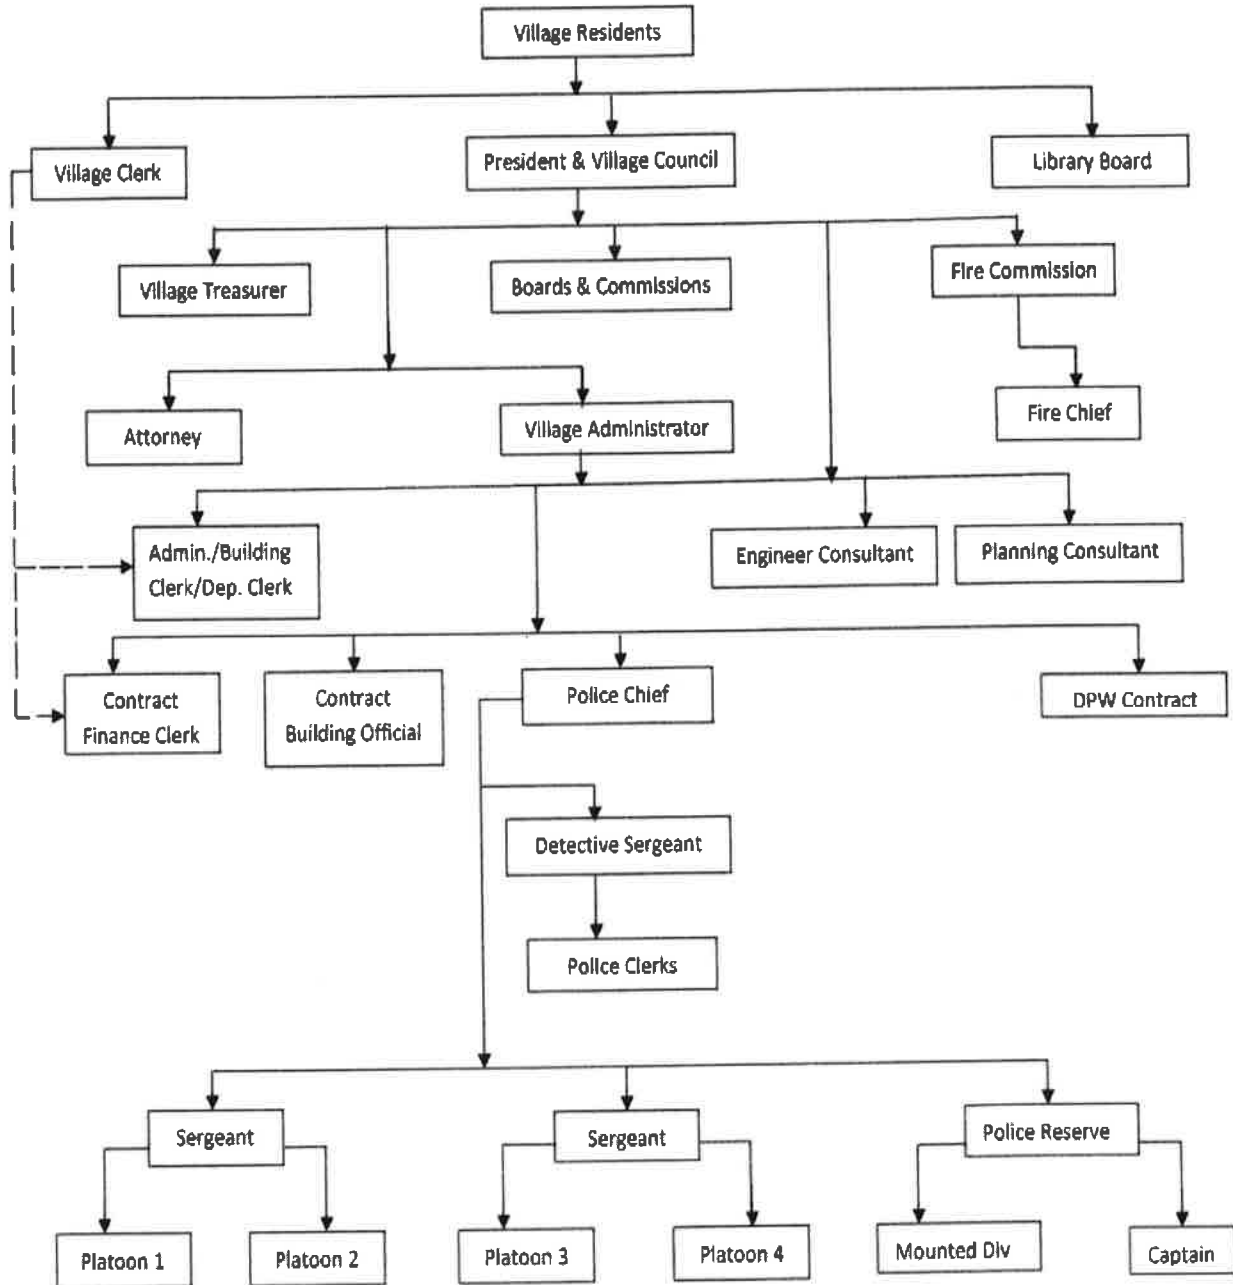 Village Residents
Village Clerk
President & Village Council
Library Board
Village Treasurer
Boards & Commissions
Fire Commission
Attorney
Village Administrator
Fire Chief
Admin./Building
Clerk/Dep. Clerk
Engineer Consultant
Planning Consultant
Contract
Finance Clerk
Contract
Building Official
Police Chief
DPW Contract
Detective Sergeant
Police Clerks
Sergeant
Sergeant
Police Reserve
Platoon 1
Platoon 2
Platoon 3
Platoon 4
Mounted Div
Captain